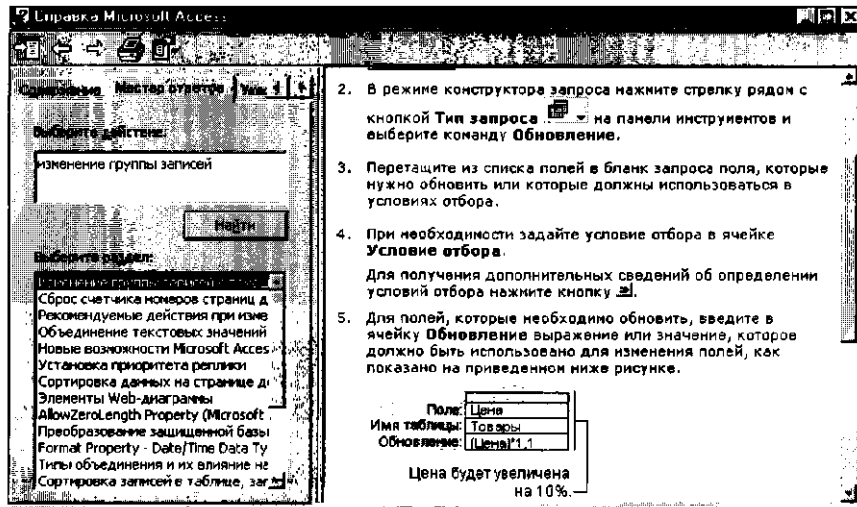 Справка Microsoft Access
Содержание Мастер ответов Указ
Выберите действие:
изменение группы записей
Найти
Выберите раздел:
Изменение группы записей с
Сброс счетчика номеров страниц д
Рекомендуемые действия при изме
Объединение текстовых значений
Новые возможности Microsoft Acces
Установка приоритета реплики
Сортировка данных на странице д
Элементы Web-диаграммы
AllowZeroLength Property (Microsoft
Преобразование защищенной базы
Format Property - Date/Time Data Ty
Типы объединения и их влияние на
Сортировка записей в таблице, за
2. В режиме конструктора запроса нажмите стрелку рядом с
кнопкой Тип запроса на панели инструментов и
выберите команду Обновление.
3. Перетащите из списка полей в бланк запроса поля, которые
нужно обновить или которые должны использоваться в
условиях отбора.
4. При необходимости задайте условие отбора в ячейке
Условие отбора.
Для получения дополнительных сведений об определении
условий отбора нажмите кнопку .
5. Для полей, которые необходимо обновить, введите в
ячейку Обновление выражение или значение, которое
должно быть использовано для изменения полей, как
показано на приведенном ниже рисунке.
Поле: Цена
Имя таблицы: Товары
Обновление: [Цена]*1,1
Цена будет увеличена
на 10%.